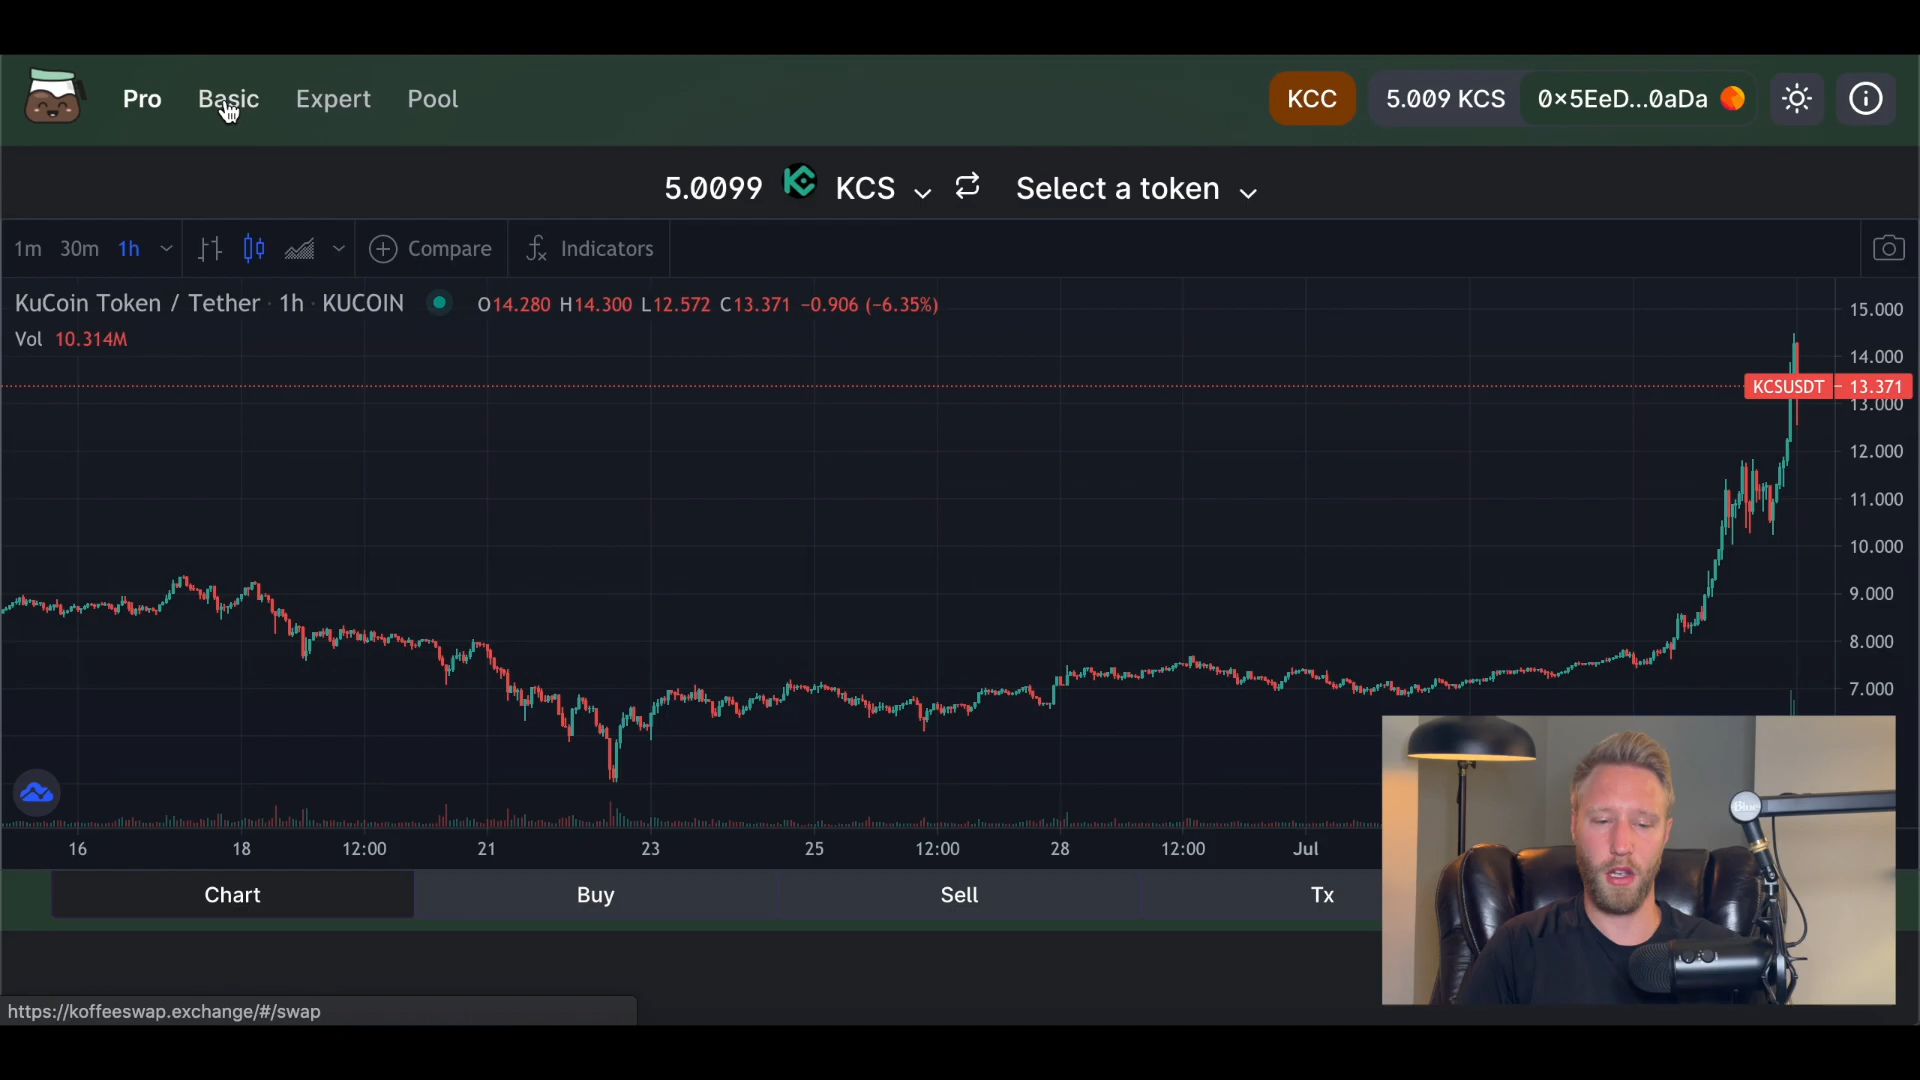 Pro Basic Expert Pool KCC 5.009 KCS 0x5EeD...0aDa
5.0099 KCS Select a token
1m 30m 1h Compare Indicators
KuCoin Token / Tether · 1h · KUCOIN O14.280 H14.300 L12.572 C13.371 −0.906 (−6.35%)
Vol 10.314M
15.000
14.000
KCSUSDT 13.371
13.000
12.000
11.000
10.000
9.000
8.000
7.000
Blue
16 18 12:00 21 23 25 12:00 28 12:00 Jul
Chart Buy Sell Tx
https://koffeeswap.exchange/#/swap